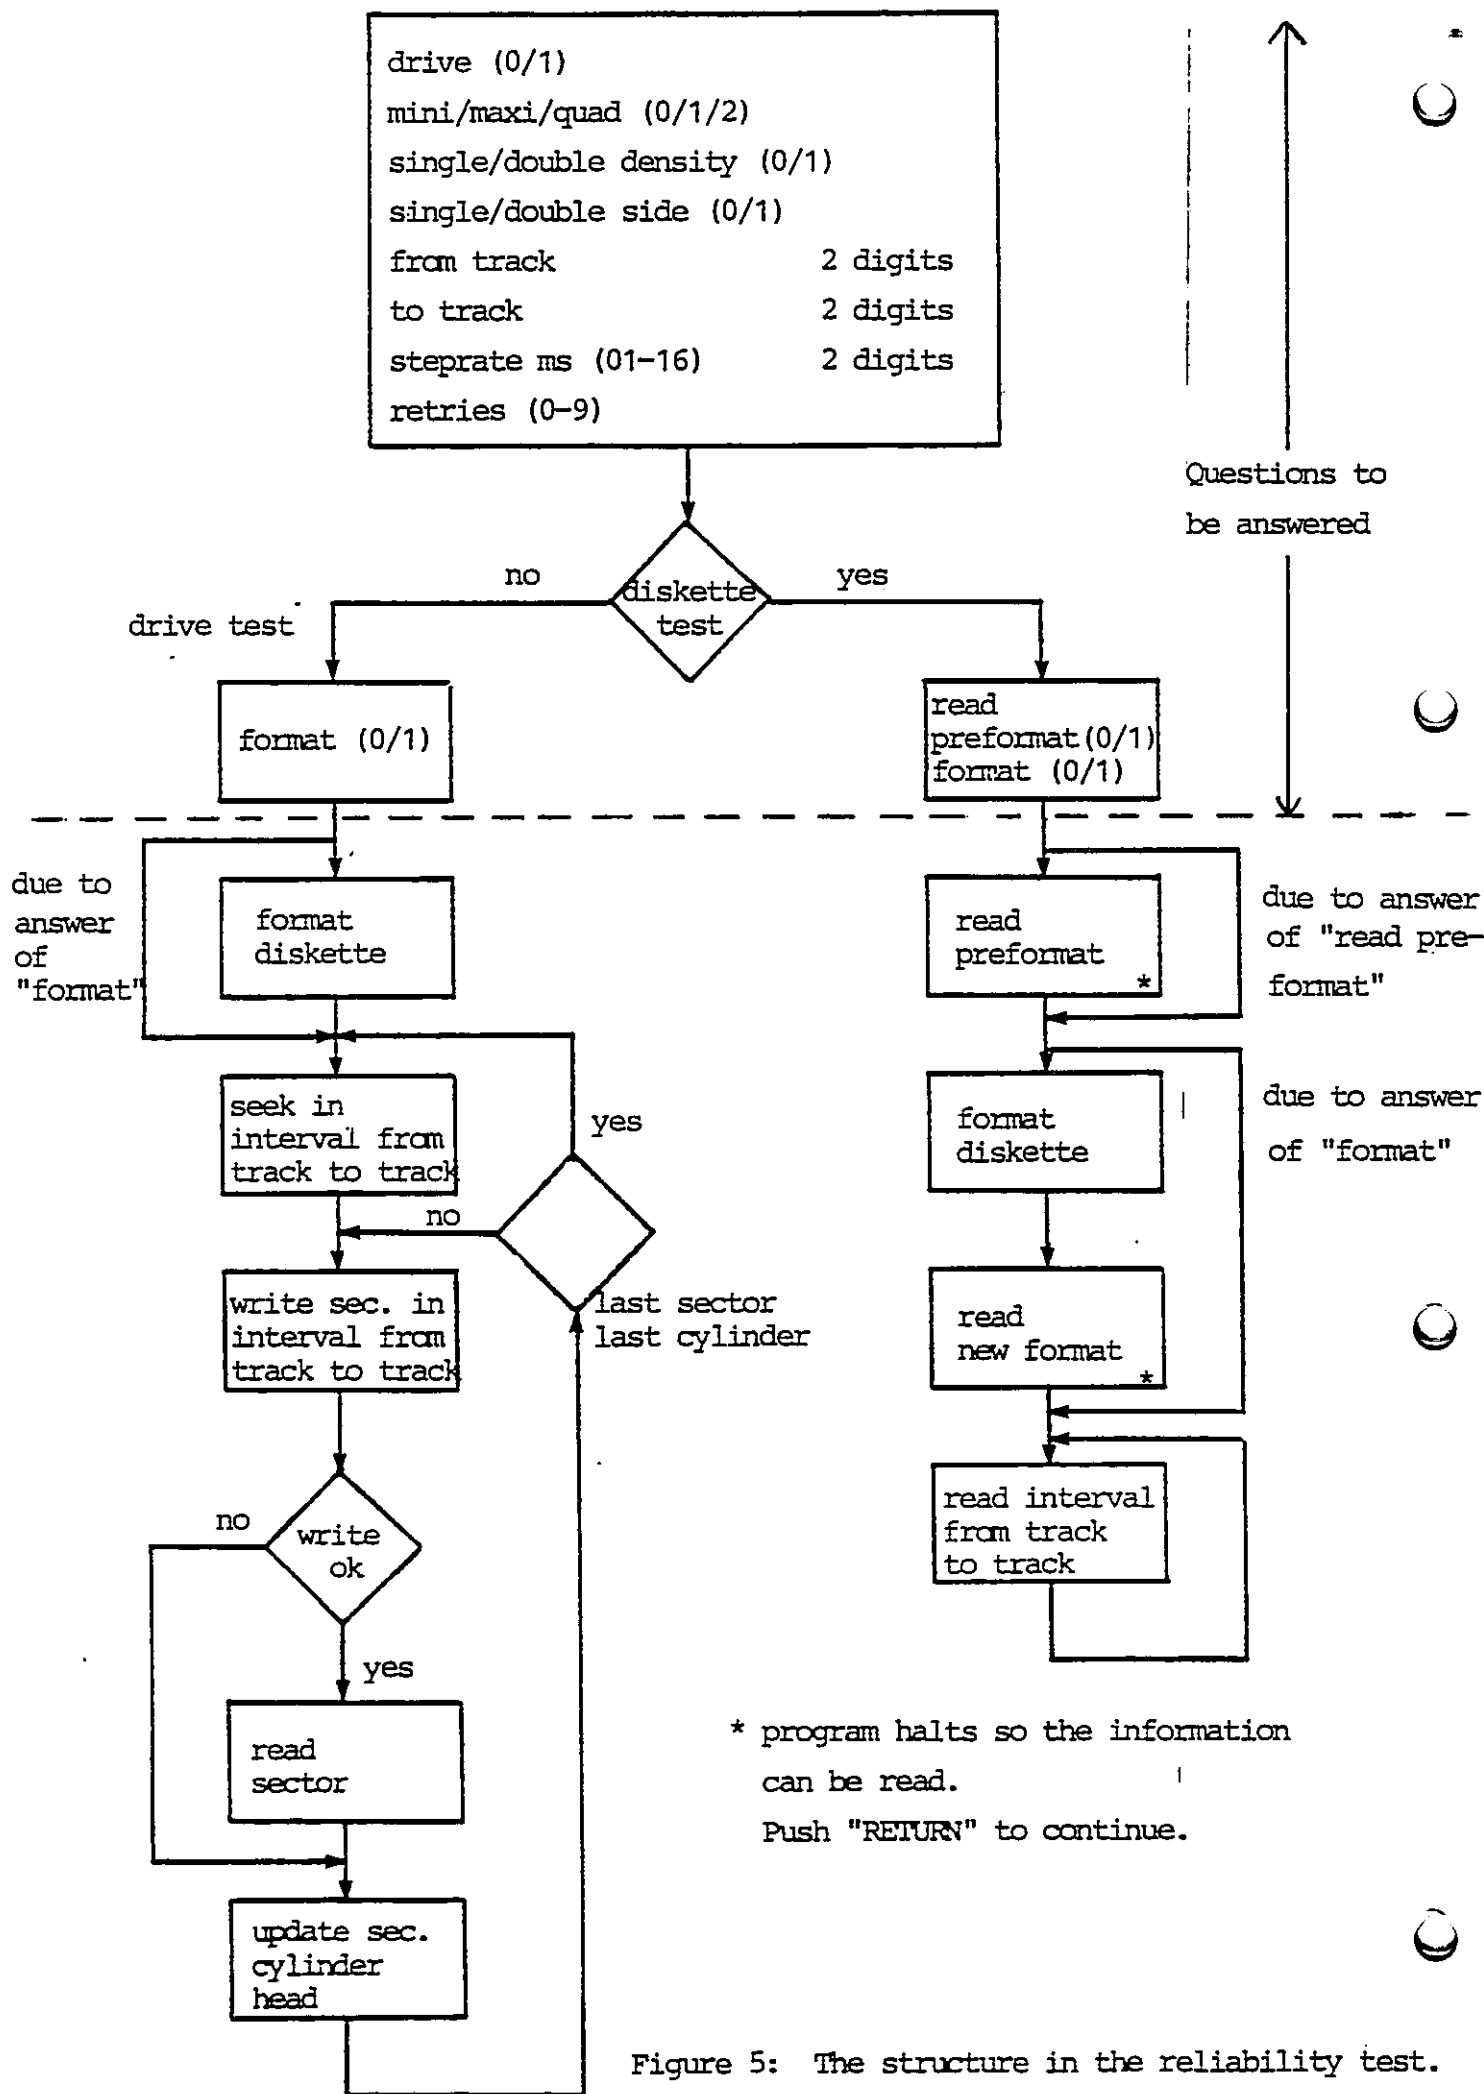 drive (0/1)
mini/maxi/quad (0/1/2)
single/double density (0/1)
single/double side (0/1)
from track 2 digits
to track 2 digits
steprate ms (01-16) 2 digits
retries (0-9)
Questions to
be answered
no
yes
diskette
test
drive test
format (0/1)
read
preformat(0/1)
format (0/1)
due to
answer
of
"format"
format
diskette
read
preformat
*
due to answer
of "read pre-
format"
seek in
interval from
track to track
yes
no
last sector
last cylinder
format
diskette
due to answer
of "format"
write sec. in
interval from
track to track
read
new format
*
no
write
ok
yes
read interval
from track
to track
read
sector
* program halts so the information
can be read.
Push "RETURN" to continue.
update sec.
cylinder
head
Figure 5: The structure in the reliability test.